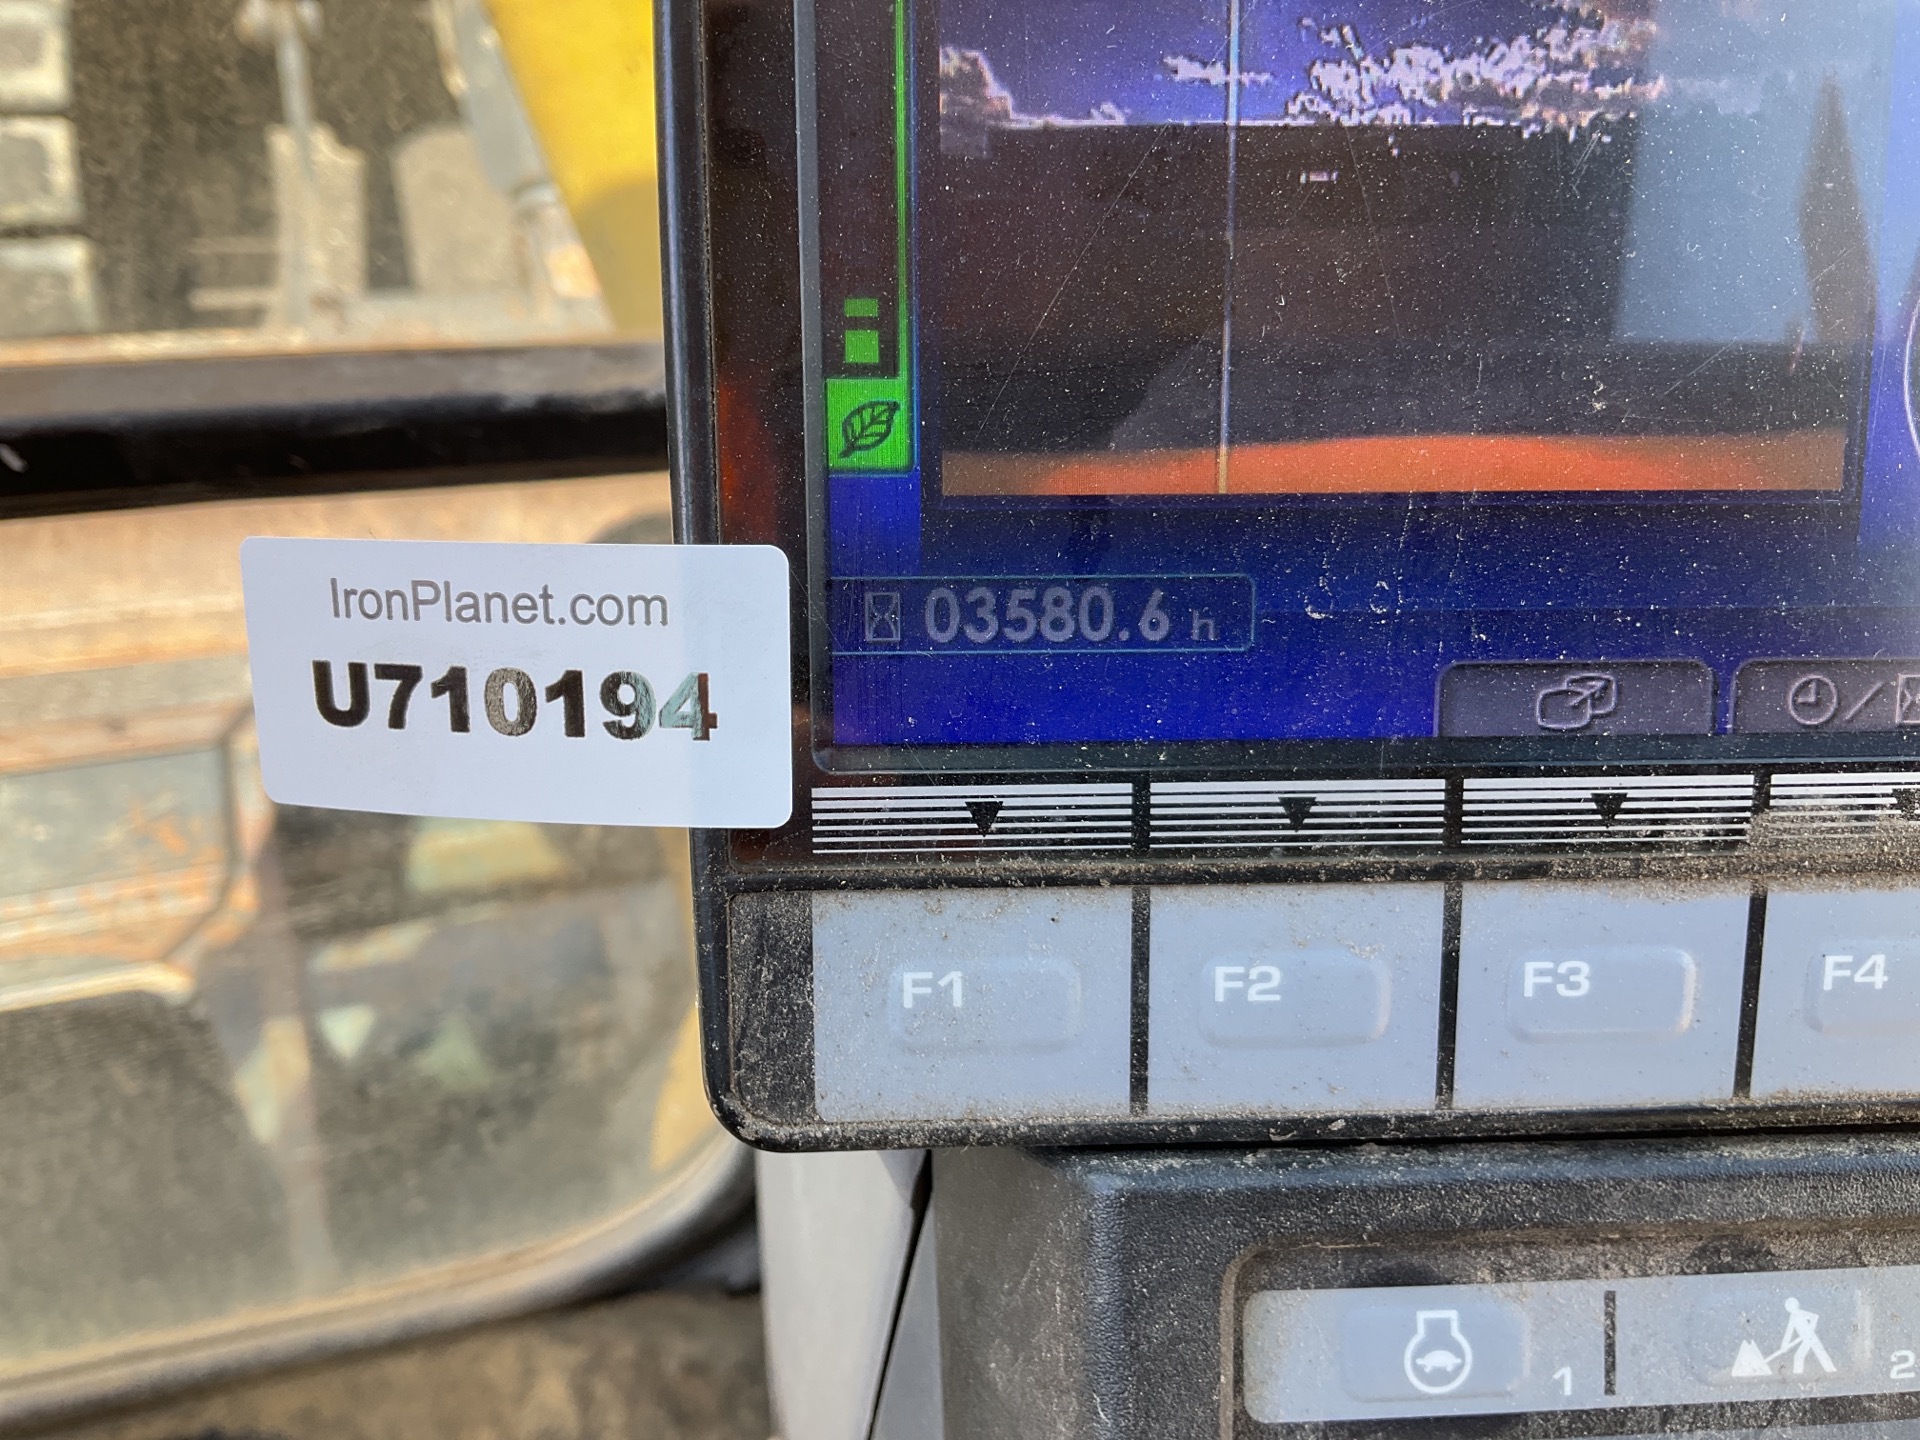 IronPlanet.com
U710194
03580.6 h
F1 F2 F3 F4
1 2